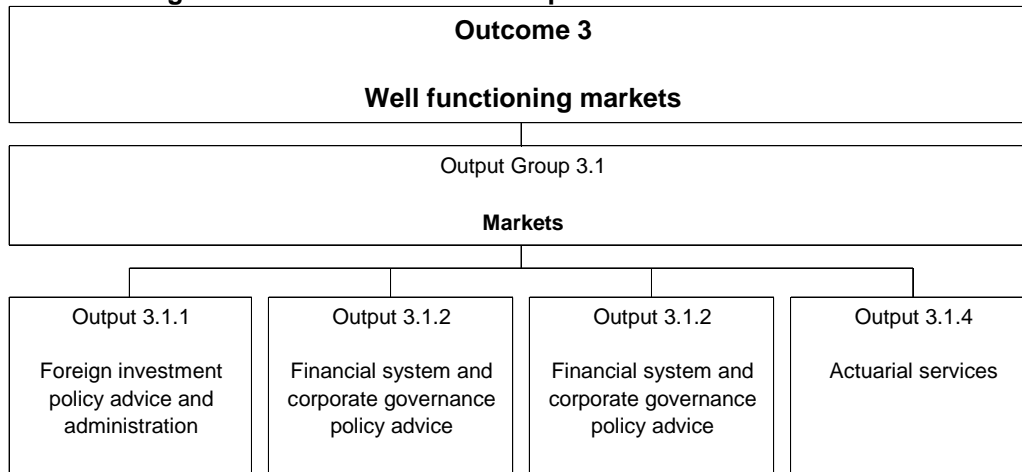 Outcome 3
Well functioning markets
Output Group 3.1
Markets
Output 3.1.1
Foreign investment
policy advice and
administration
Output 3.1.2
Financial system and
corporate governance
policy advice
Output 3.1.2
Financial system and
corporate governance
policy advice
Output 3.1.4
Actuarial services